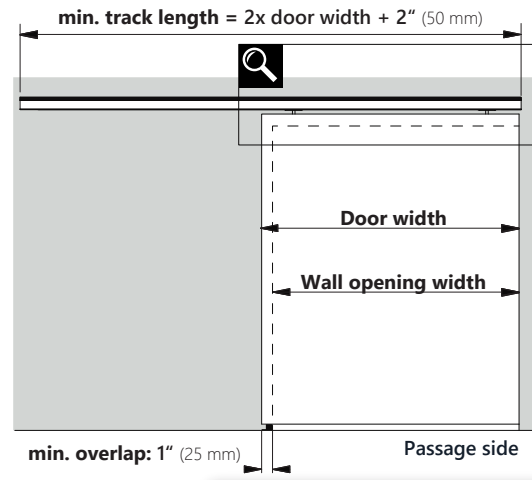 min. track length = 2x door width + 2“ (50 mm)
Door width
Wall opening width
min. overlap: 1“ (25 mm)
Passage side